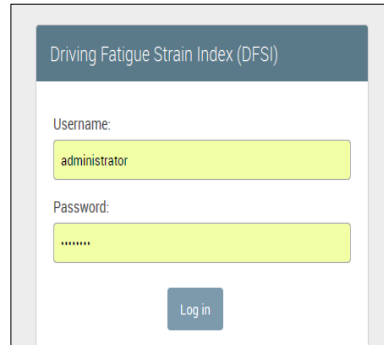 Driving Fatigue Strain Index (DFSI)
Username:
administrator
Password:
••••••••
Log in